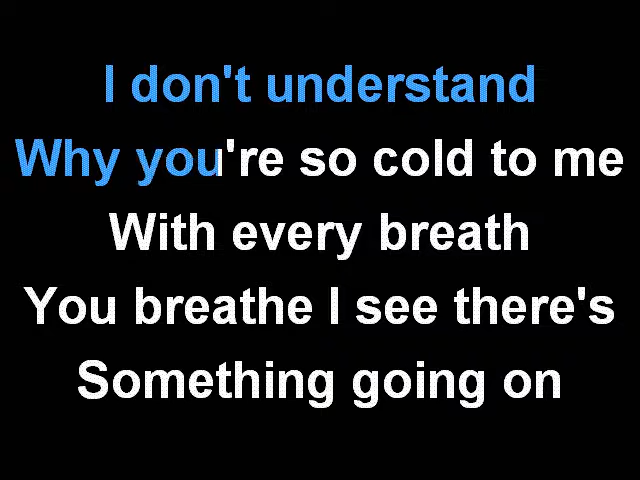 I don't understand
Why you're so cold to me
With every breath
You breathe I see there's
Something going on